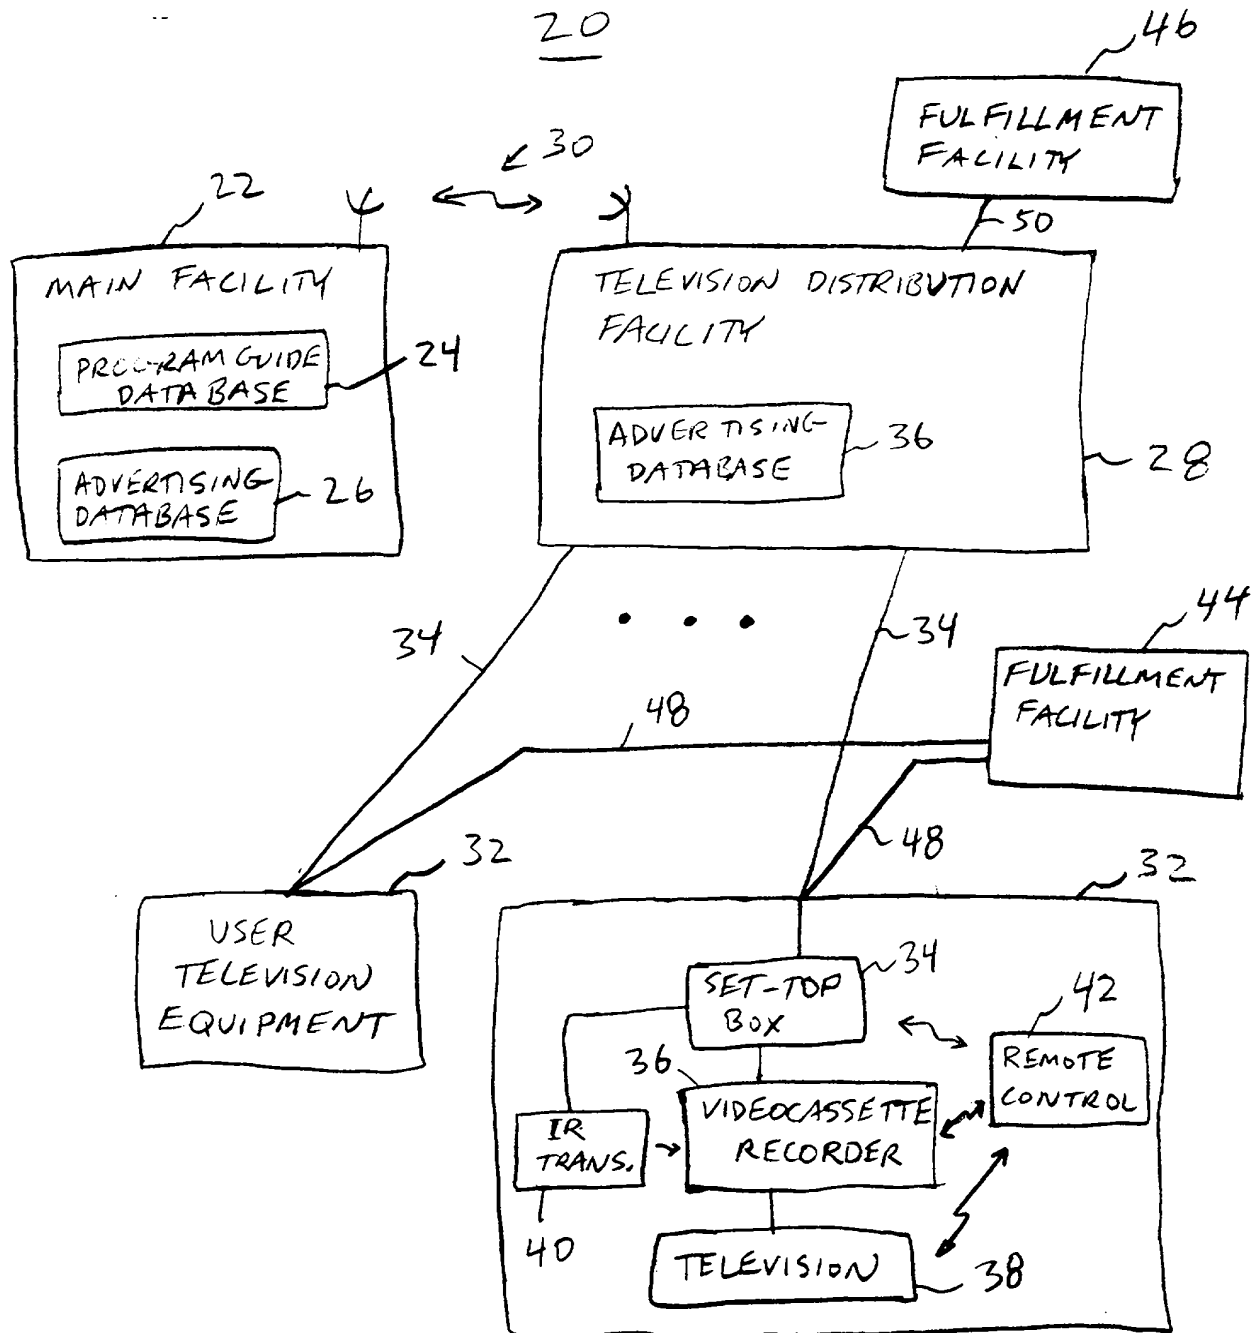 20
46
FULFILLMENT
FACILITY
30
22
50
MAIN FACILITY
TELEVISION DISTRIBUTION
FACILITY
PROGRAM GUIDE
DATABASE
24
ADVERTISING
DATABASE
36
28
ADVERTISING
DATABASE
26
44
34
34
FULFILLMENT
FACILITY
48
48
32
32
USER
TELEVISION
EQUIPMENT
SET-TOP
BOX
34
42
REMOTE
CONTROL
36
VIDEOCASSETTE
RECORDER
IR
TRANS.
40
TELEVISION
38